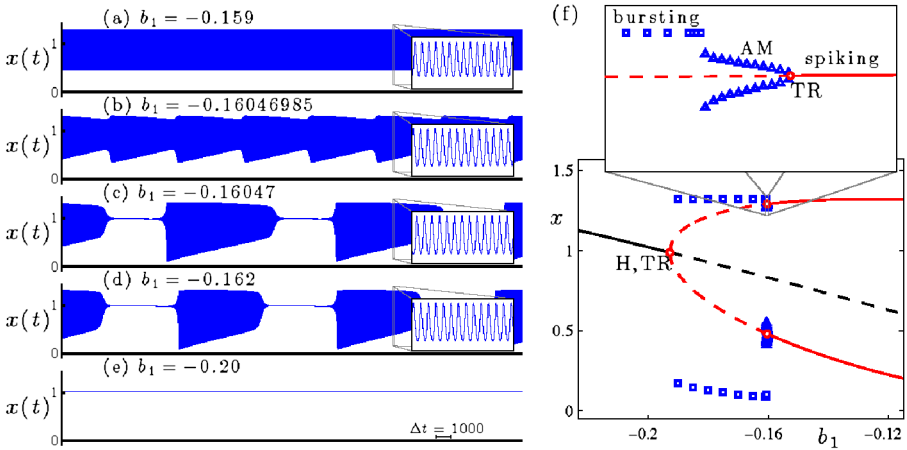 (a) b₁ = −0.159
x(t)
1
0
(b) b₁ = −0.16046985
x(t)
1
0
(c) b₁ = −0.16047
x(t)
1
0
(d) b₁ = −0.162
x(t)
1
0
(e) b₁ = −0.20
x(t)
1
0
Δt = 1000
(f)
bursting
AM
spiking
TR
1.5
x
1
H,TR
0.5
0
−0.2
−0.16
−0.12
b₁